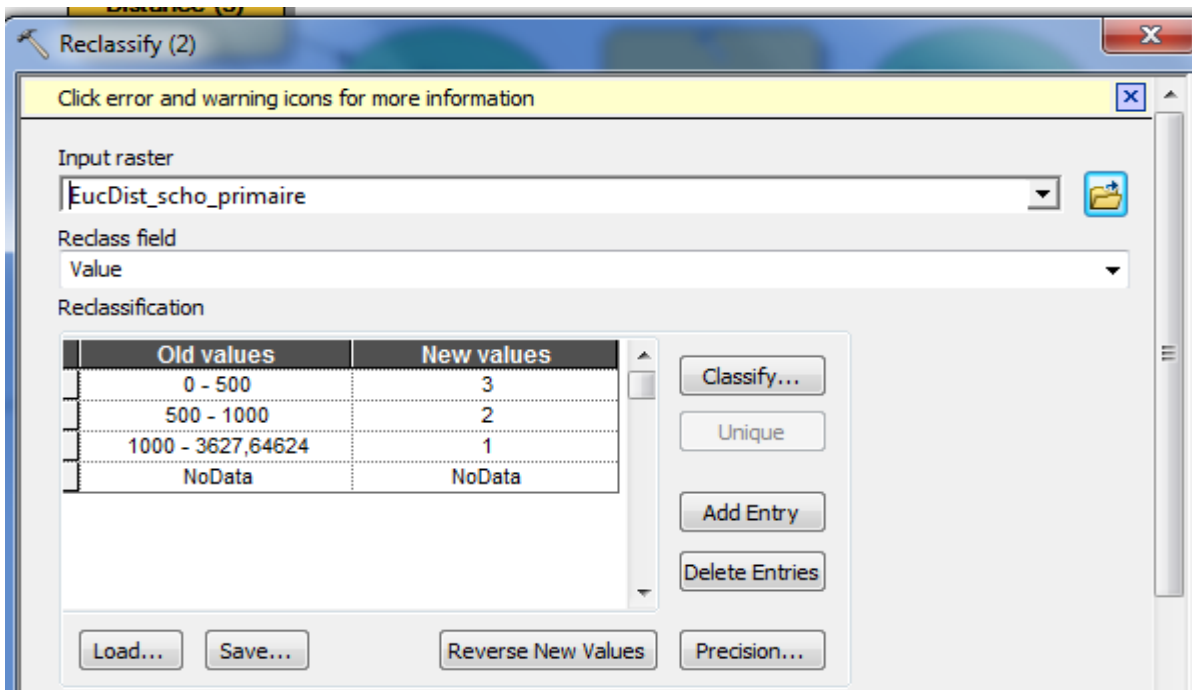 Distance (3)
Reclassify (2)
Click error and warning icons for more information
Input raster
EucDist_scho_primaire
Reclass field
Value
Reclassification
Old values New values
0 - 500 3
500 - 1000 2
1000 - 3627,64624 1
NoData NoData
Classify...
Unique
Add Entry
Delete Entries
Load... Save... Reverse New Values Precision...